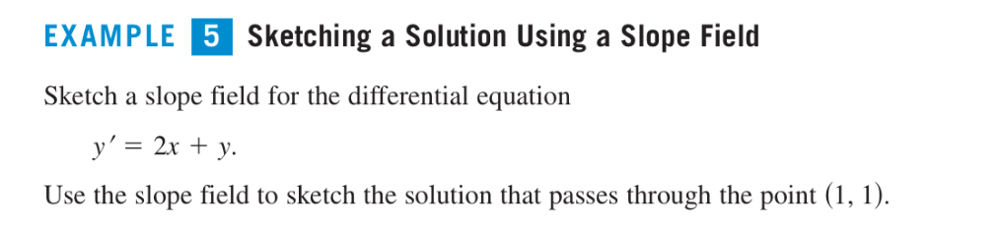 EXAMPLE 5 Sketching a Solution Using a Slope Field
Sketch a slope field for the differential equation
y′ = 2x + y.
Use the slope field to sketch the solution that passes through the point (1, 1).